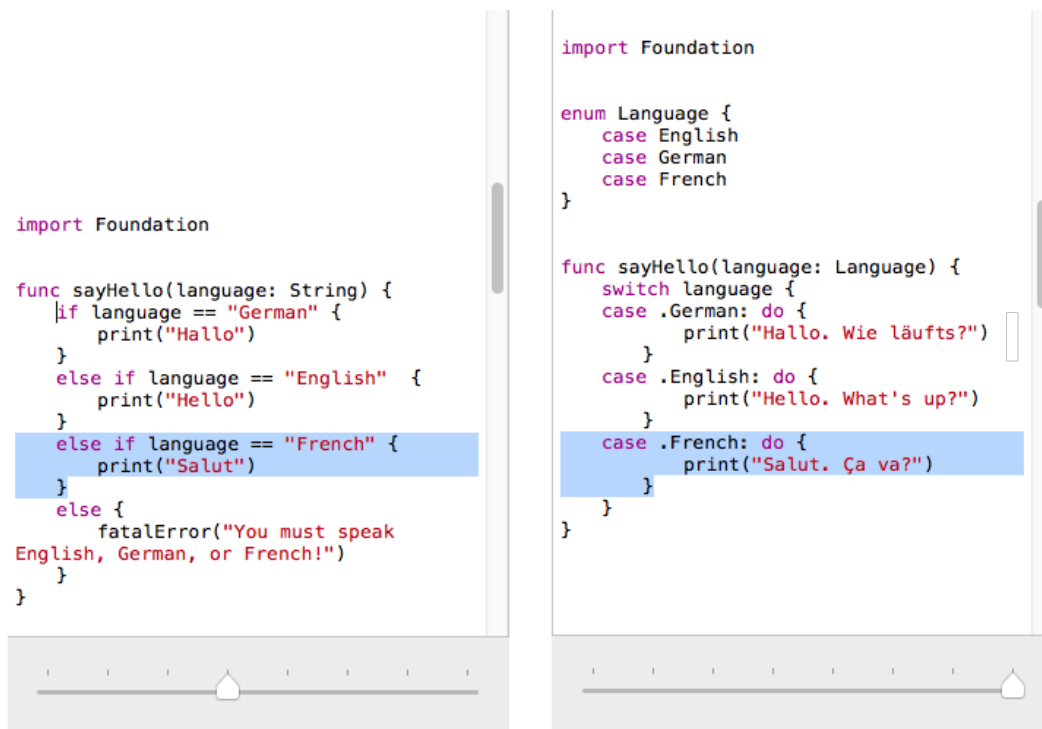 import Foundation
func sayHello(language: String) {
    if language == "German" {
        print("Hallo")
    }
    else if language == "English"  {
        print("Hello")
    }
    else if language == "French" {
        print("Salut")
    }
    else {
        fatalError("You must speak
English, German, or French!")
    }
}
import Foundation
enum Language {
    case English
    case German
    case French
}
func sayHello(language: Language) {
    switch language {
    case .German: do {
            print("Hallo. Wie läufts?")
        }
    case .English: do {
            print("Hello. What's up?")
        }
    case .French: do {
            print("Salut. Ça va?")
        }
    }
}